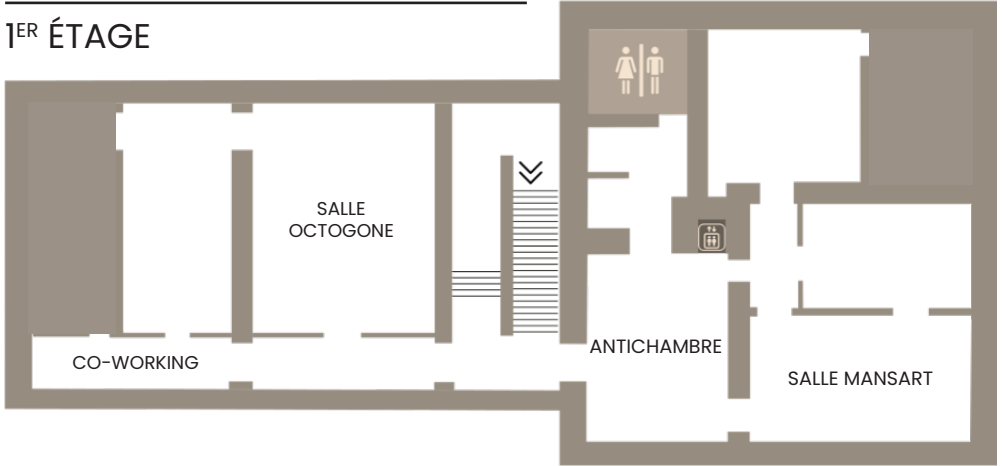 1ER ÉTAGE
SALLE
OCTOGONE
CO-WORKING
ANTICHAMBRE
SALLE MANSART